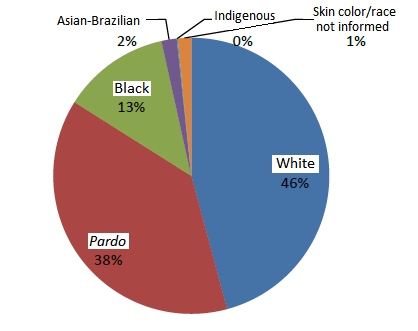 Asian-Brazilian
2%
Indigenous
0%
Skin color/race
not informed
1%
Black
13%
White
46%
Pardo
38%